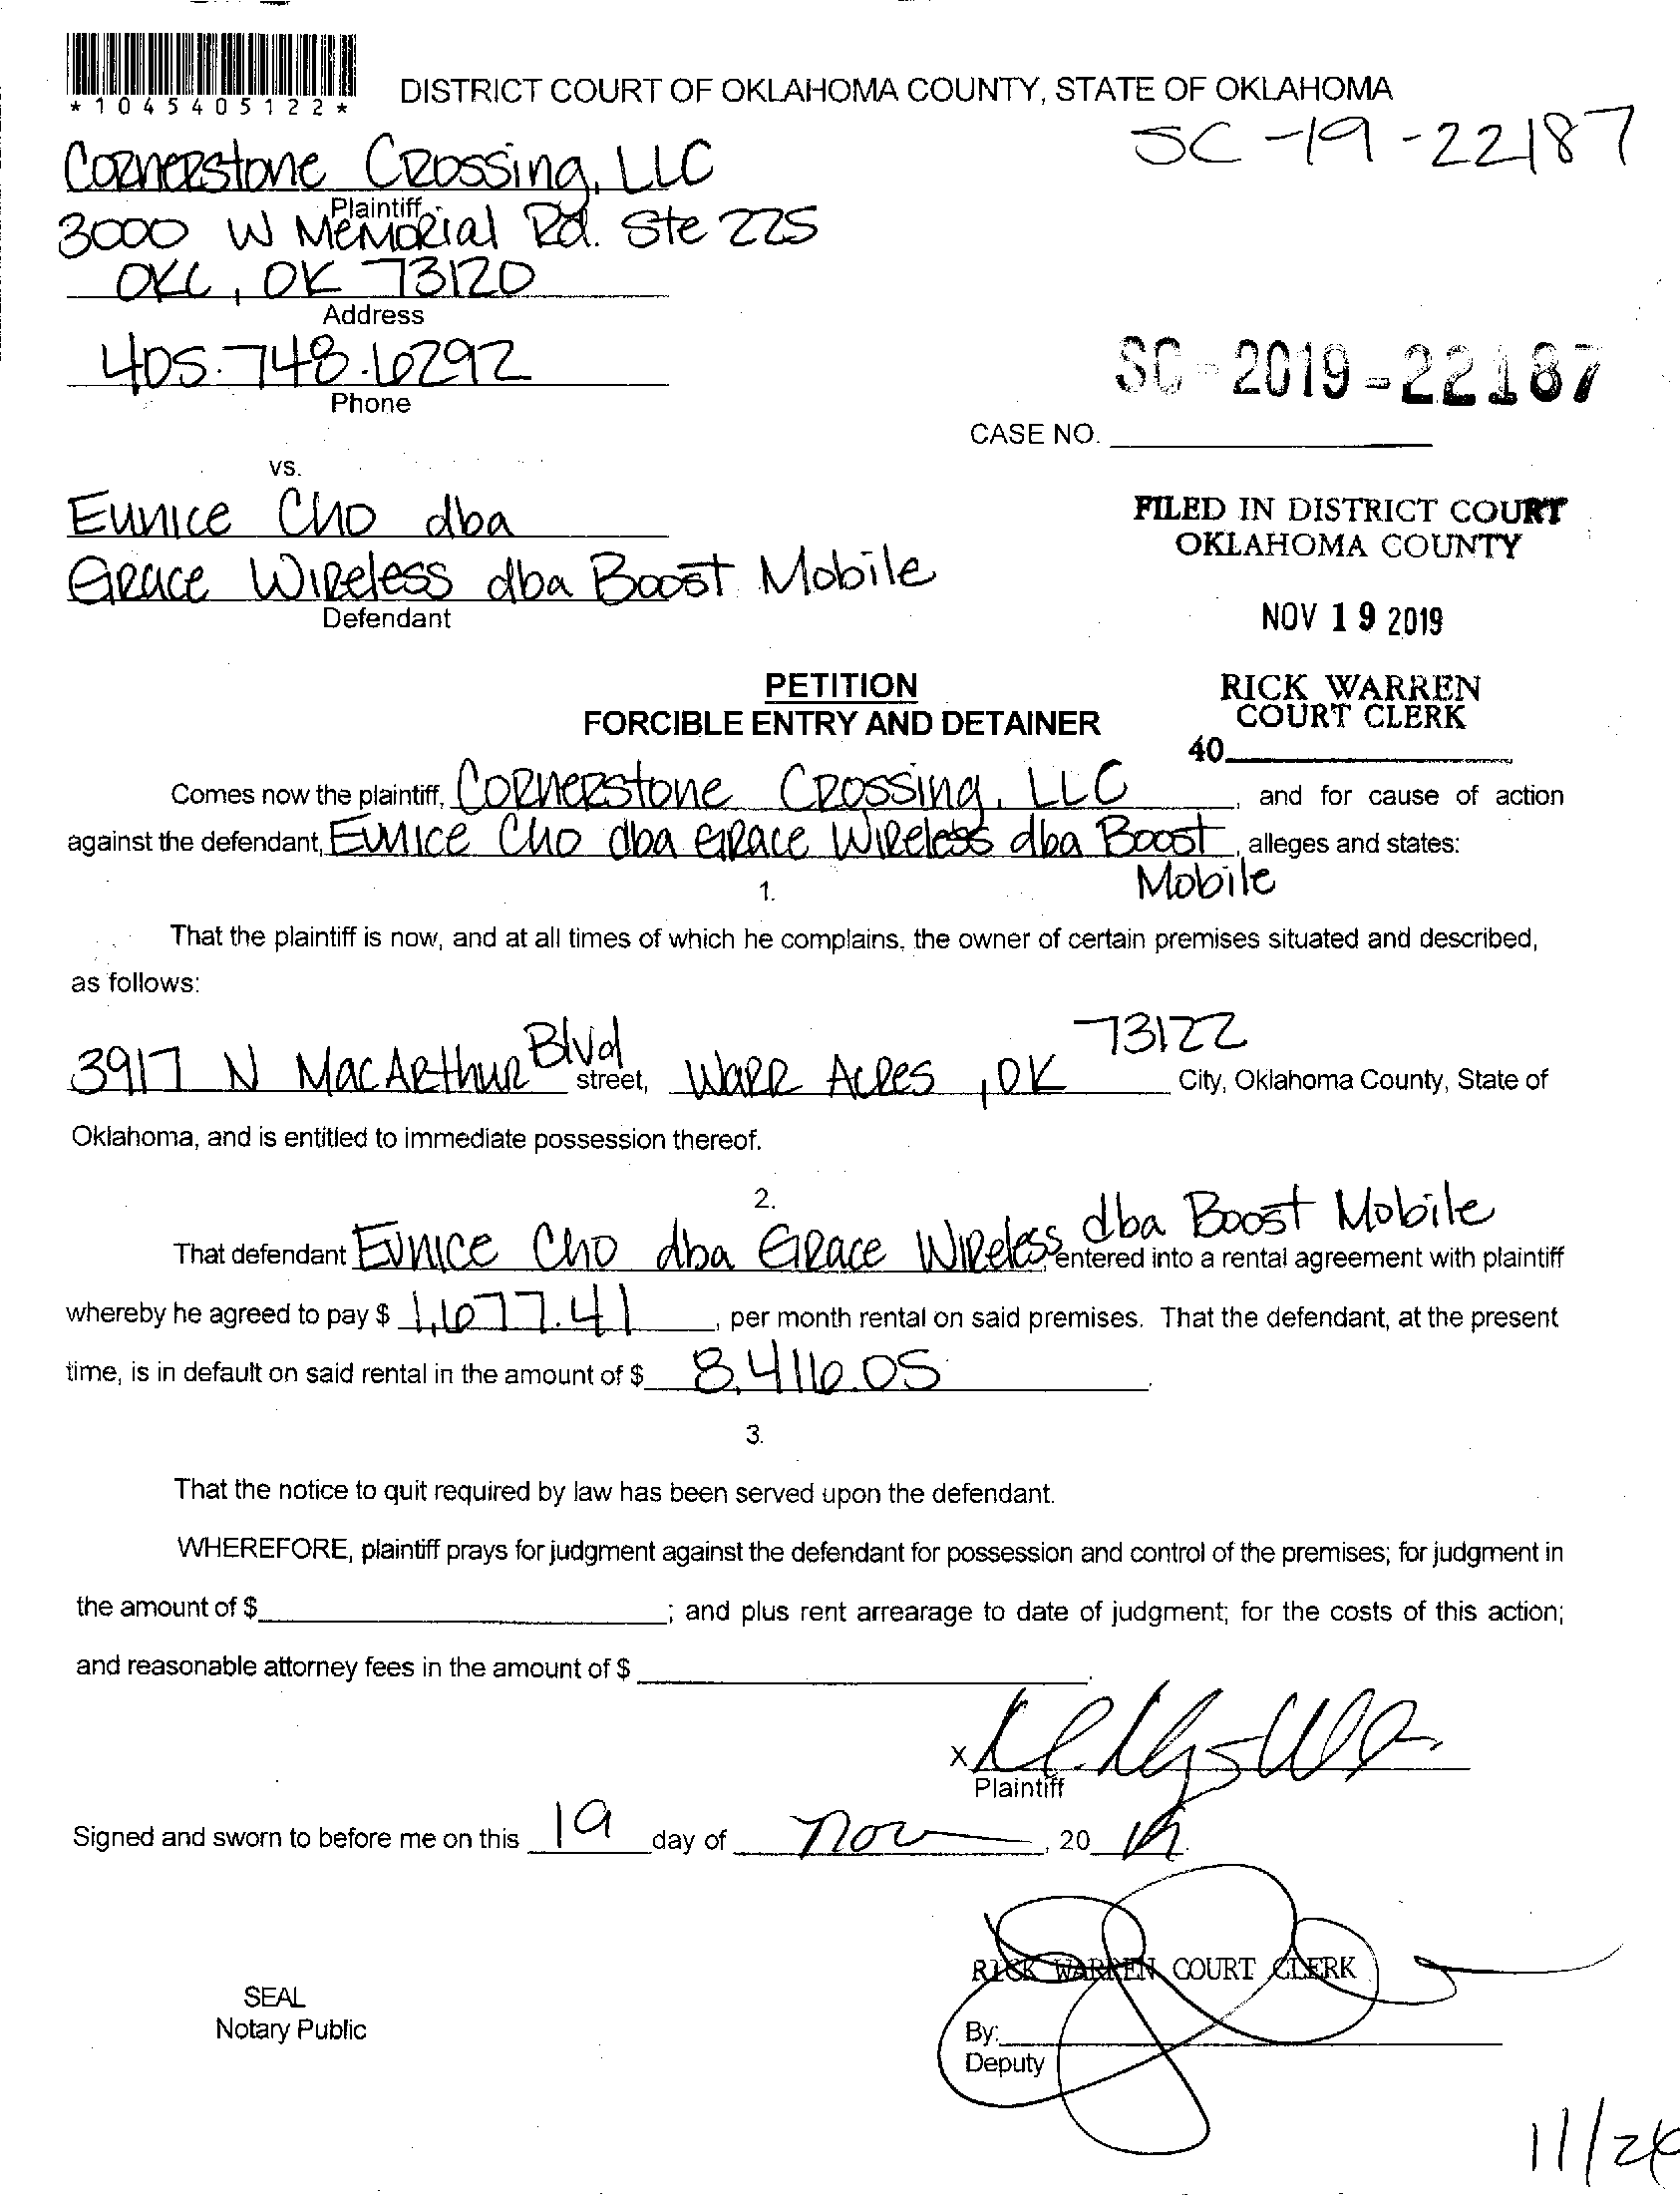 *1045405122*
DISTRICT COURT OF OKLAHOMA COUNTY, STATE OF OKLAHOMA
SC-19-22187
Cornerstone Crossing, LLC
Plaintiff
3000 W Memorial Rd. Ste 225
OKC, OK 73120
Address
405.748.6292
Phone
SC-2019-22187
CASE NO.
vs.
Eunice Cho dba
Grace Wireless dba Boost Mobile
Defendant
FILED IN DISTRICT COURT
OKLAHOMA COUNTY
NOV 19 2019
RICK WARREN
COURT CLERK
40
PETITION
FORCIBLE ENTRY AND DETAINER
Comes now the plaintiff, Cornerstone Crossing, LLC, and for cause of action
against the defendant, Eunice Cho dba Grace Wireless dba Boost, alleges and states:
Mobile
1.
That the plaintiff is now, and at all times of which he complains, the owner of certain premises situated and described,
as follows:
3917 N MacArthur Blvd street, Warr Acres, OK 73122 City, Oklahoma County, State of
Oklahoma, and is entitled to immediate possession thereof.
2.
That defendant Eunice Cho dba Grace Wireless dba Boost Mobile, entered into a rental agreement with plaintiff
whereby he agreed to pay $ 1,677.41, per month rental on said premises. That the defendant, at the present
time, is in default on said rental in the amount of $ 8,416.05.
3.
That the notice to quit required by law has been served upon the defendant.
WHEREFORE, plaintiff prays for judgment against the defendant for possession and control of the premises; for judgment in
the amount of $ ; and plus rent arrearage to date of judgment; for the costs of this action;
and reasonable attorney fees in the amount of $ .
x
Plaintiff
Signed and sworn to before me on this 19 day of Nov, 20 19.
RICK WARREN COURT CLERK
SEAL
Notary Public
By:
Deputy